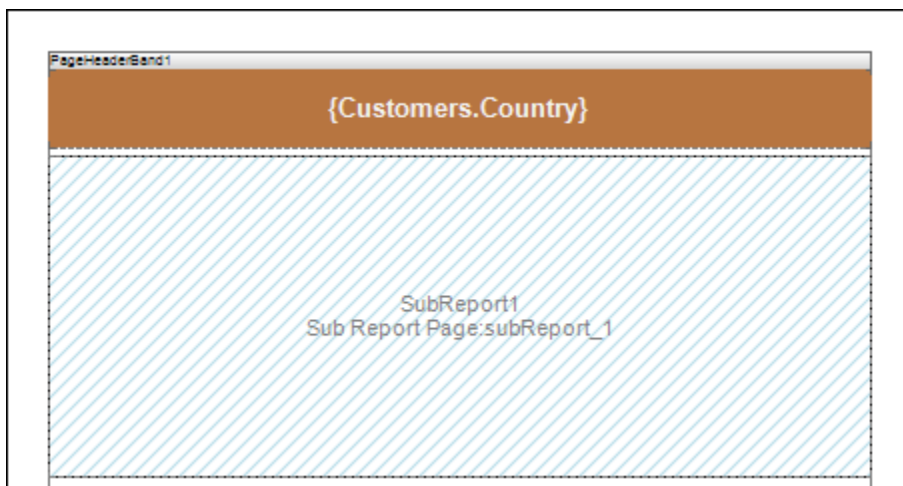 PageHeaderBand1
{Customers.Country}
SubReport1
Sub Report Page:subReport_1